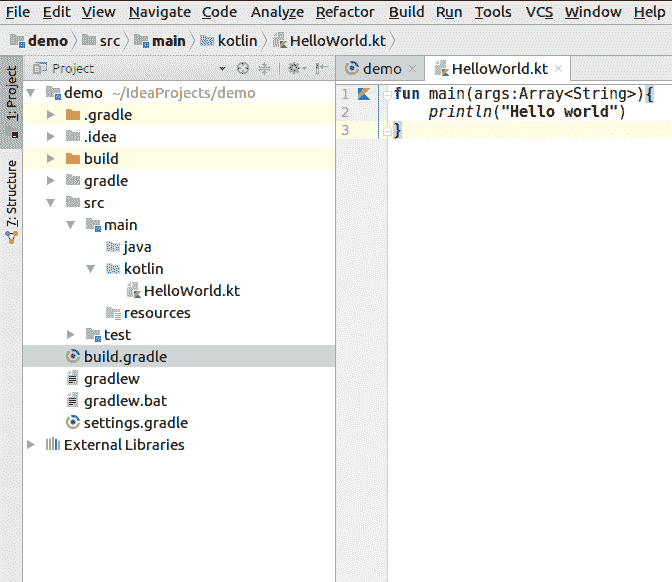 File Edit View Navigate Code Analyze Refactor Build Run Tools VCS Window Help
demo src main kotlin HelloWorld.kt
1: Project
7: Structure
Project
demo ~/IdeaProjects/demo
.gradle
.idea
build
gradle
src
main
java
kotlin
HelloWorld.kt
resources
test
build.gradle
gradlew
gradlew.bat
settings.gradle
External Libraries
demo HelloWorld.kt
1 fun main(args:Array<String>){
2 println("Hello world")
3 }